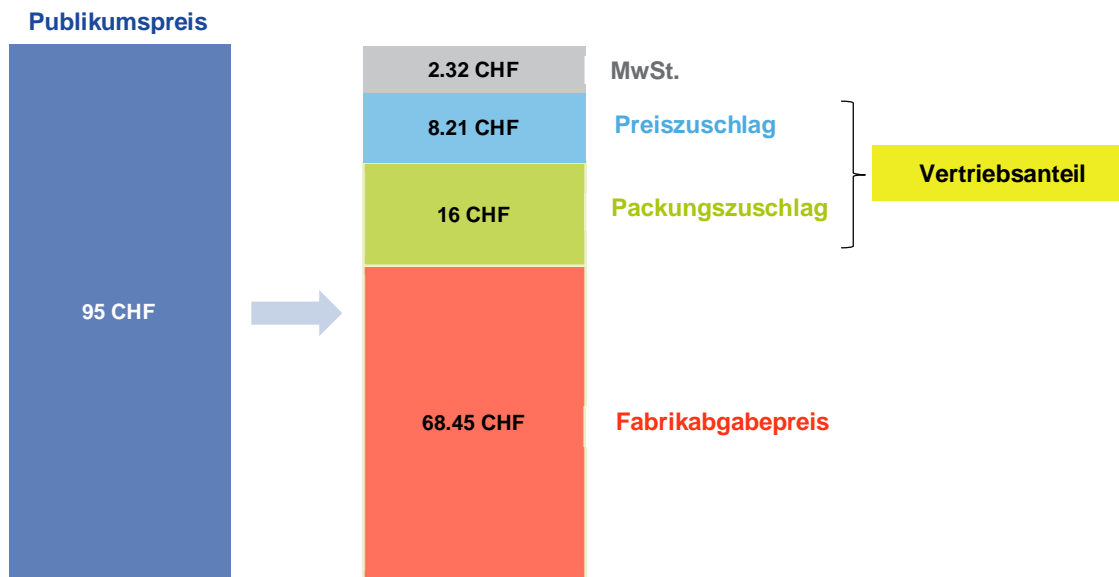 Publikumspreis
2.32 CHF
MwSt.
8.21 CHF
Preiszuschlag
Vertriebsanteil
16 CHF
Packungszuschlag
95 CHF
68.45 CHF
Fabrikabgabepreis